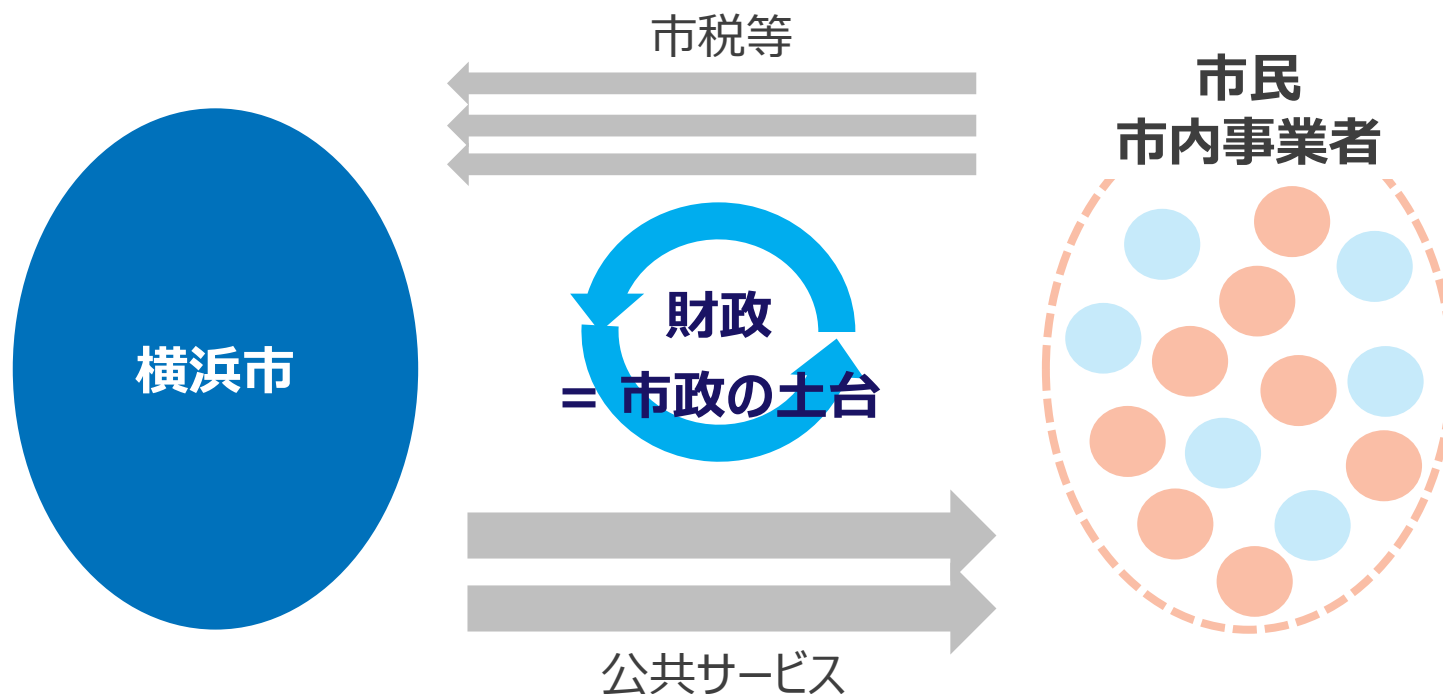 市税等
市民
市内事業者
横浜市
財政
= 市政の土台
公共サービス